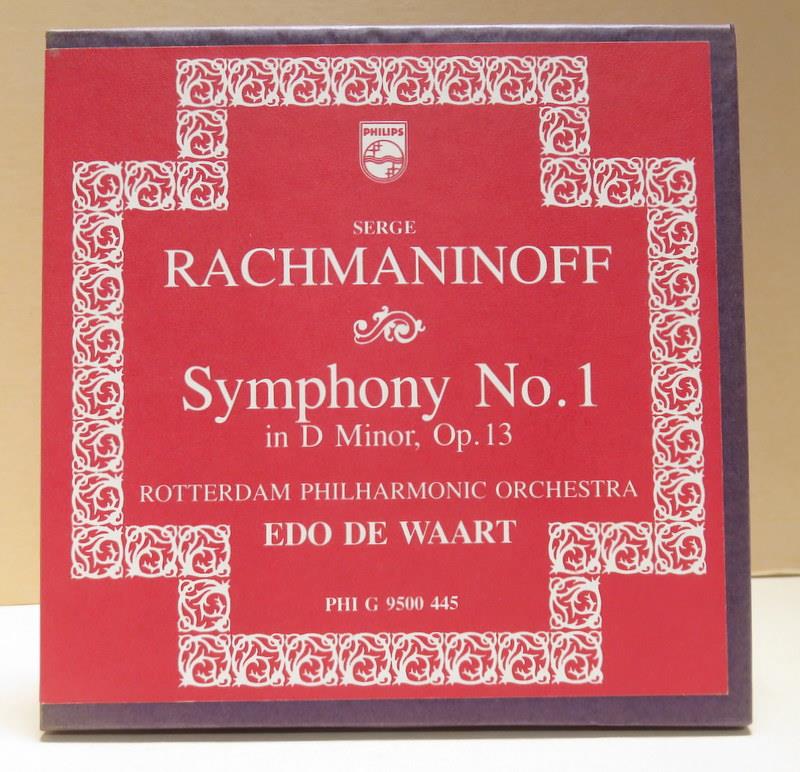 PHILIPS
SERGE
RACHMANINOFF
Symphony No. 1
in D Minor, Op. 13
ROTTERDAM PHILHARMONIC ORCHESTRA
EDO DE WAART
PHI G 9500 445